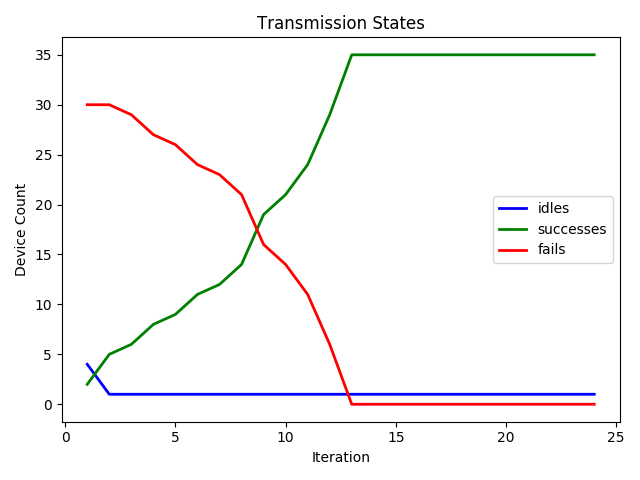 Transmission States
Device Count
35
30
25
20
15
10
5
0
idles
successes
fails
0 5 10 15 20 25
Iteration